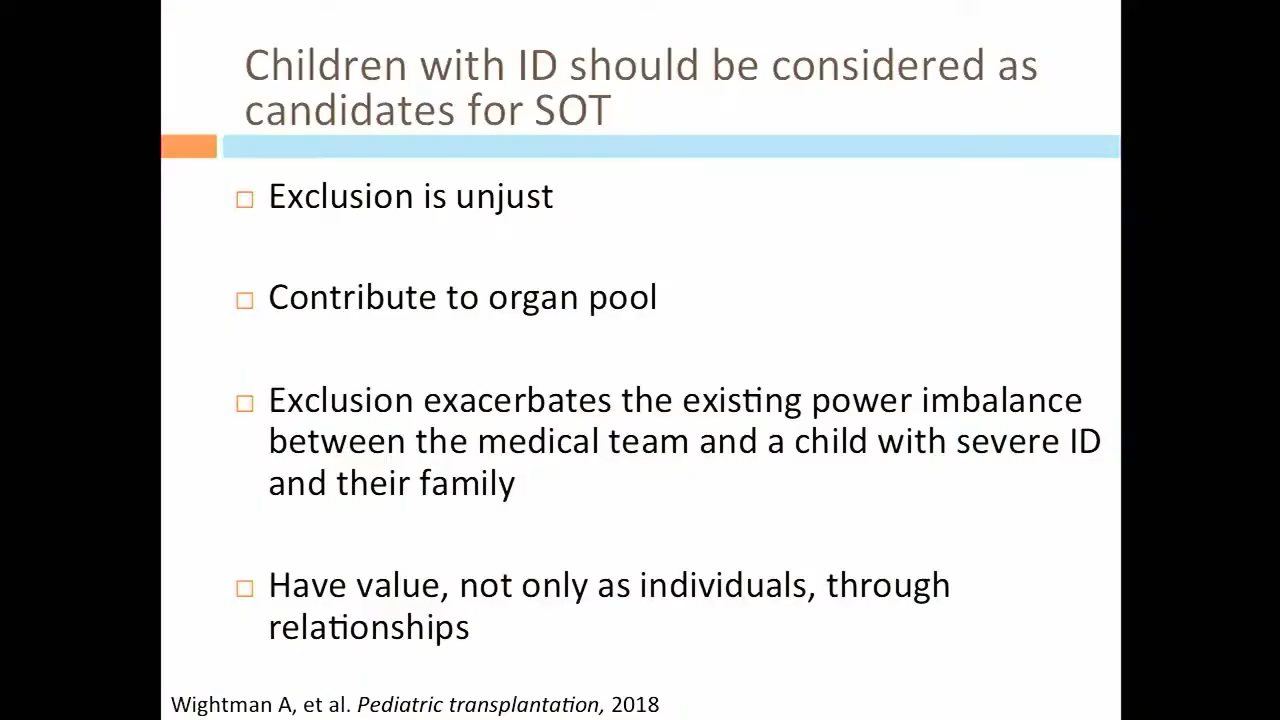 Children with ID should be considered as
candidates for SOT
Exclusion is unjust
Contribute to organ pool
Exclusion exacerbates the existing power imbalance
between the medical team and a child with severe ID
and their family
Have value, not only as individuals, through
relationships
Wightman A, et al. Pediatric transplantation, 2018